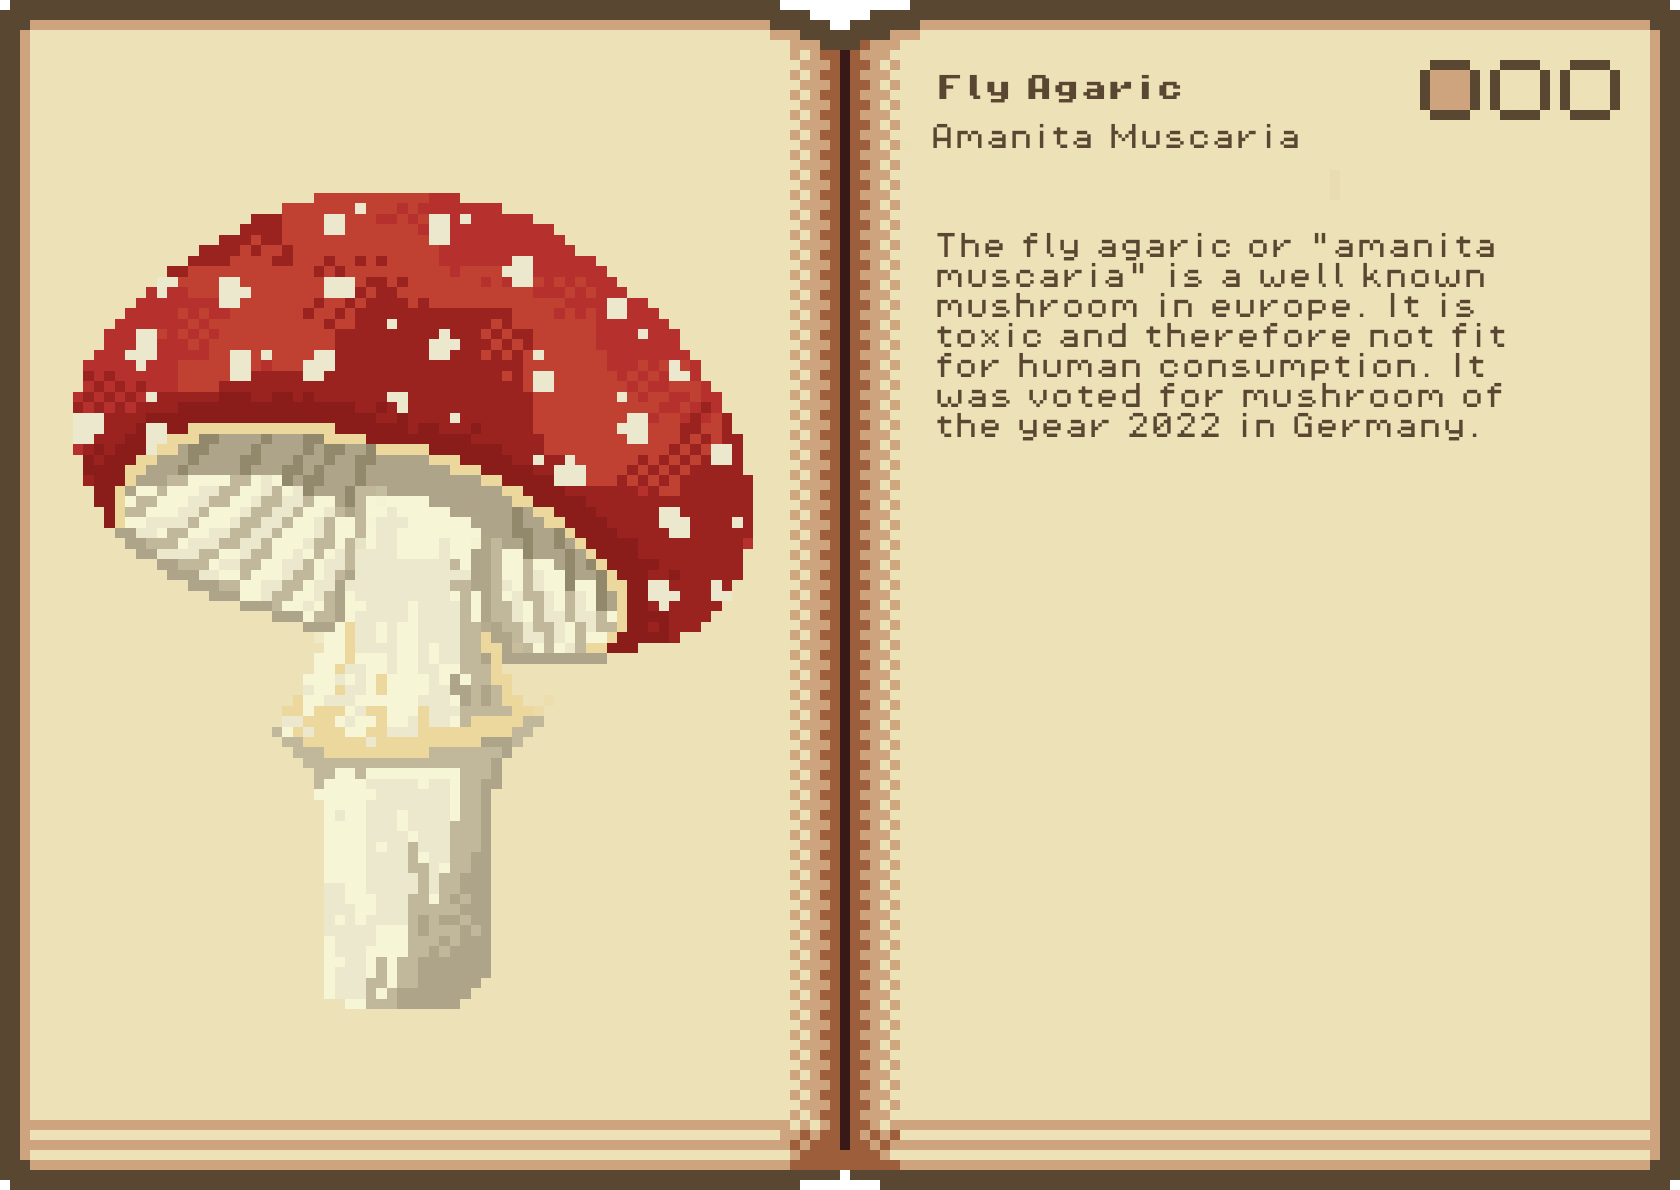 Fly Agaric
Amanita Muscaria
The fly agaric or "amanita
muscaria" is a well known
mushroom in europe. It is
toxic and therefore not fit
for human consumption. It
was voted for mushroom of
the year 2022 in Germany.